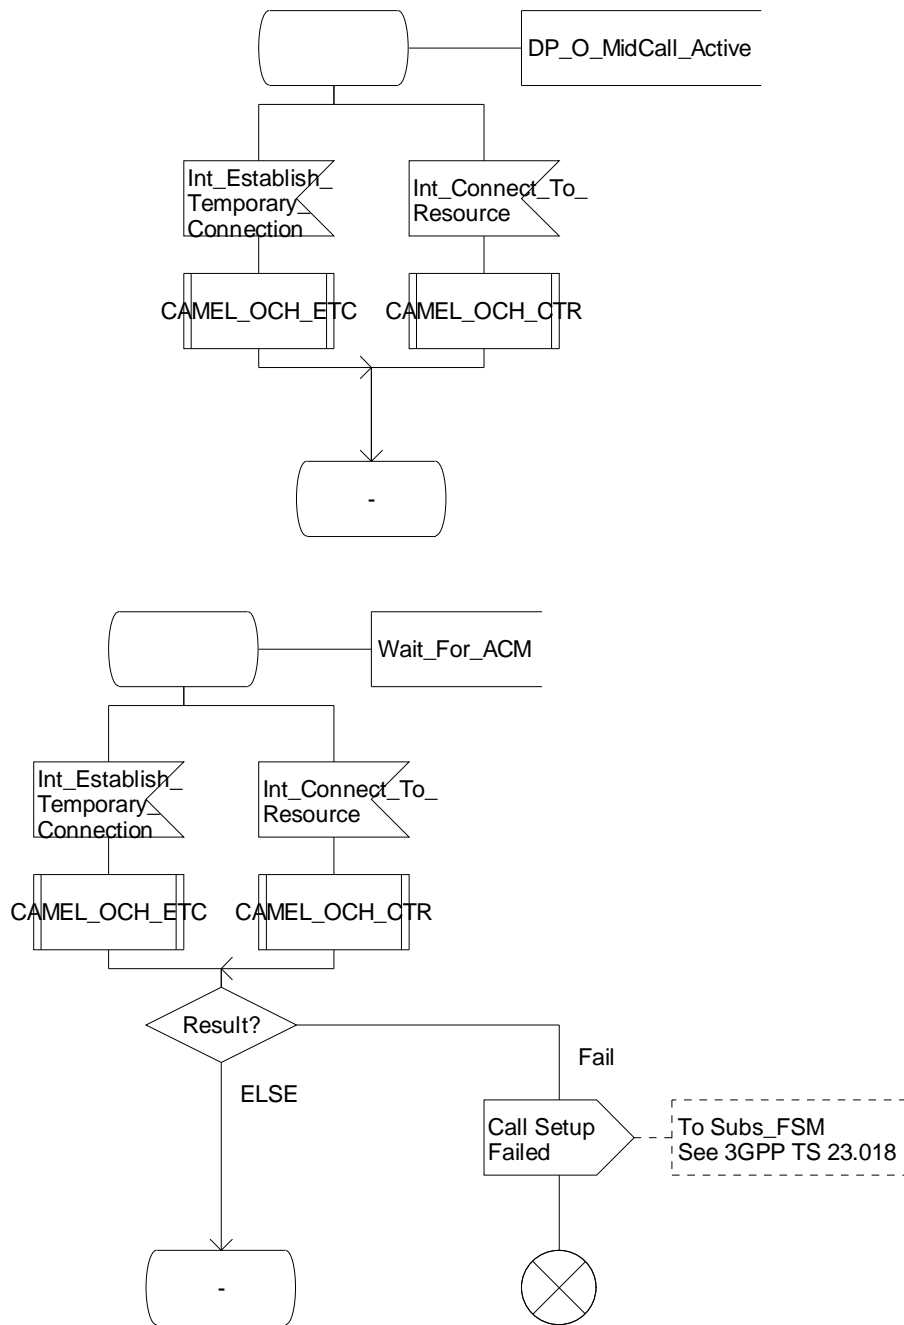 DP_O_MidCall_Active
Int_Establish_
Temporary_
Connection
Int_Connect_To_
Resource
CAMEL_OCH_ETC
CAMEL_OCH_CTR
-
Wait_For_ACM
Int_Establish_
Temporary_
Connection
Int_Connect_To_
Resource
CAMEL_OCH_ETC
CAMEL_OCH_CTR
Result?
Fail
ELSE
Call Setup
Failed
To Subs_FSM
See 3GPP TS 23.018
-